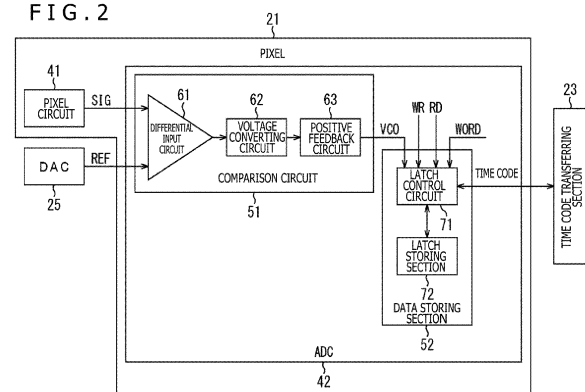 FIG.2
21
PIXEL
41
PIXEL
CIRCUIT
SIG
61
DIFFERENTIAL
INPUT
CIRCUIT
62
VOLTAGE
CONVERTING
CIRCUIT
63
POSITIVE
FEEDBACK
CIRCUIT
COMPARISON CIRCUIT
51
DAC
REF
25
VCO
WR RD
WORD
LATCH
CONTROL
CIRCUIT
71
LATCH
STORING
SECTION
72
DATA STORING
SECTION
52
TIME CODE
23
TIME CODE TRANSFERRING
SECTION
ADC
42